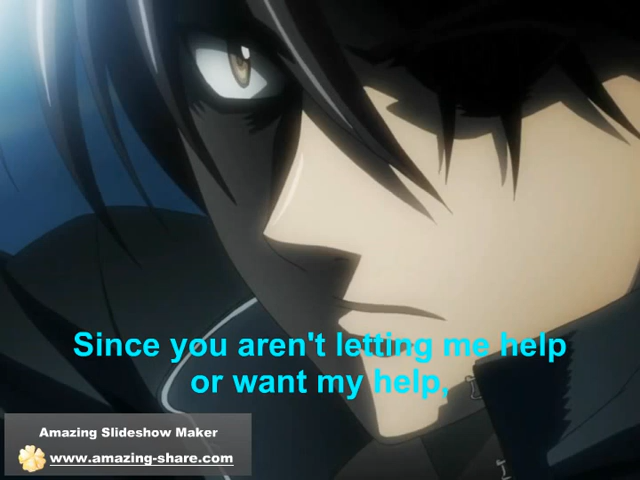 Since you aren't letting me help
or want my help,
Amazing Slideshow Maker
www.amazing-share.com